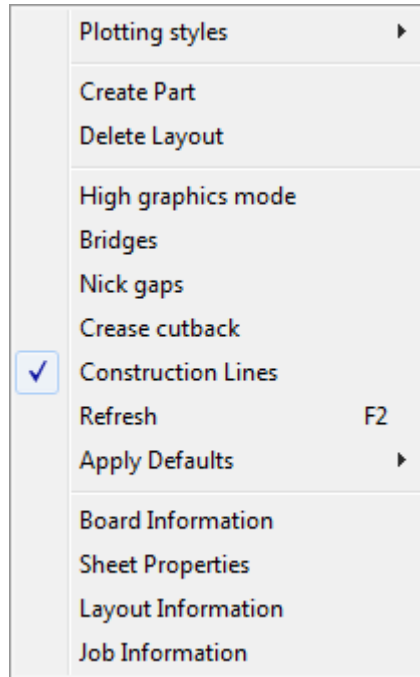 Plotting styles
Create Part
Delete Layout
High graphics mode
Bridges
Nick gaps
Crease cutback
Construction Lines
Refresh F2
Apply Defaults
Board Information
Sheet Properties
Layout Information
Job Information